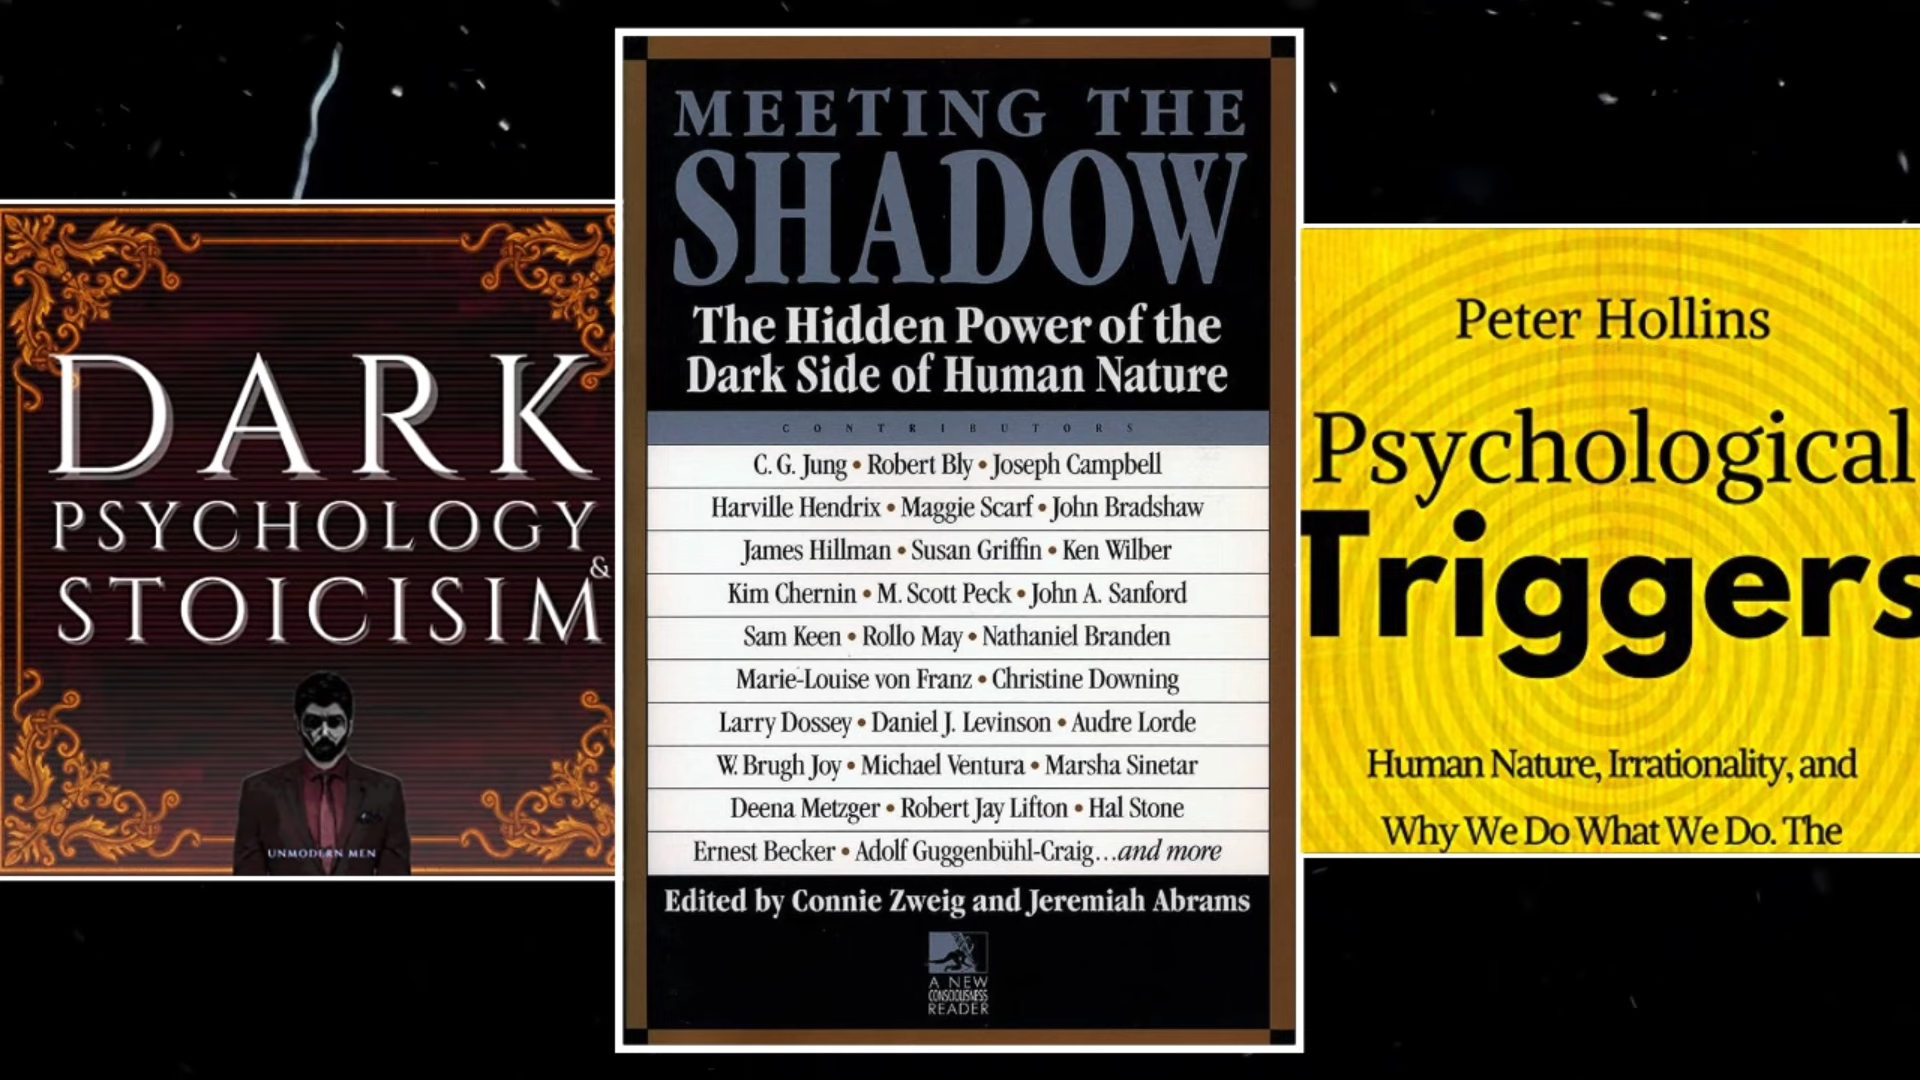 DARK
PSYCHOLOGY
&
STOICISIM
UNMODERN MEN
MEETING THE
SHADOW
The Hidden Power of the
Dark Side of Human Nature
CONTRIBUTORS
C. G. Jung • Robert Bly • Joseph Campbell
Harville Hendrix • Maggie Scarf • John Bradshaw
James Hillman • Susan Griffin • Ken Wilber
Kim Chernin • M. Scott Peck • John A. Sanford
Sam Keen • Rollo May • Nathaniel Branden
Marie-Louise von Franz • Christine Downing
Larry Dossey • Daniel J. Levinson • Audre Lorde
W. Brugh Joy • Michael Ventura • Marsha Sinetar
Deena Metzger • Robert Jay Lifton • Hal Stone
Ernest Becker • Adolf Guggenbühl-Craig...and more
Edited by Connie Zweig and Jeremiah Abrams
A NEW
CONSCIOUSNESS
READER
Peter Hollins
Psychological
Triggers
Human Nature, Irrationality, and
Why We Do What We Do. The